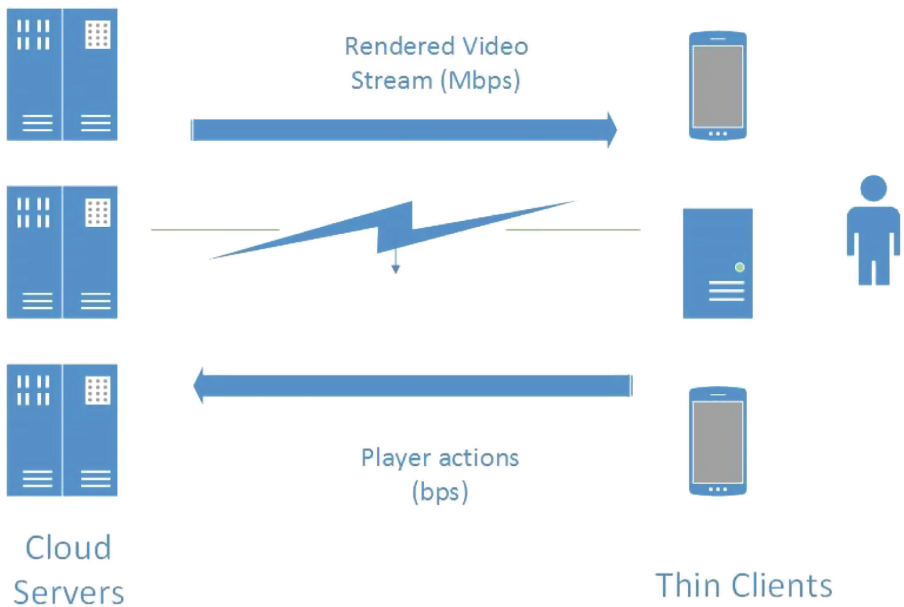 Rendered Video
Stream (Mbps)
Player actions
(bps)
Cloud
Servers
Thin Clients